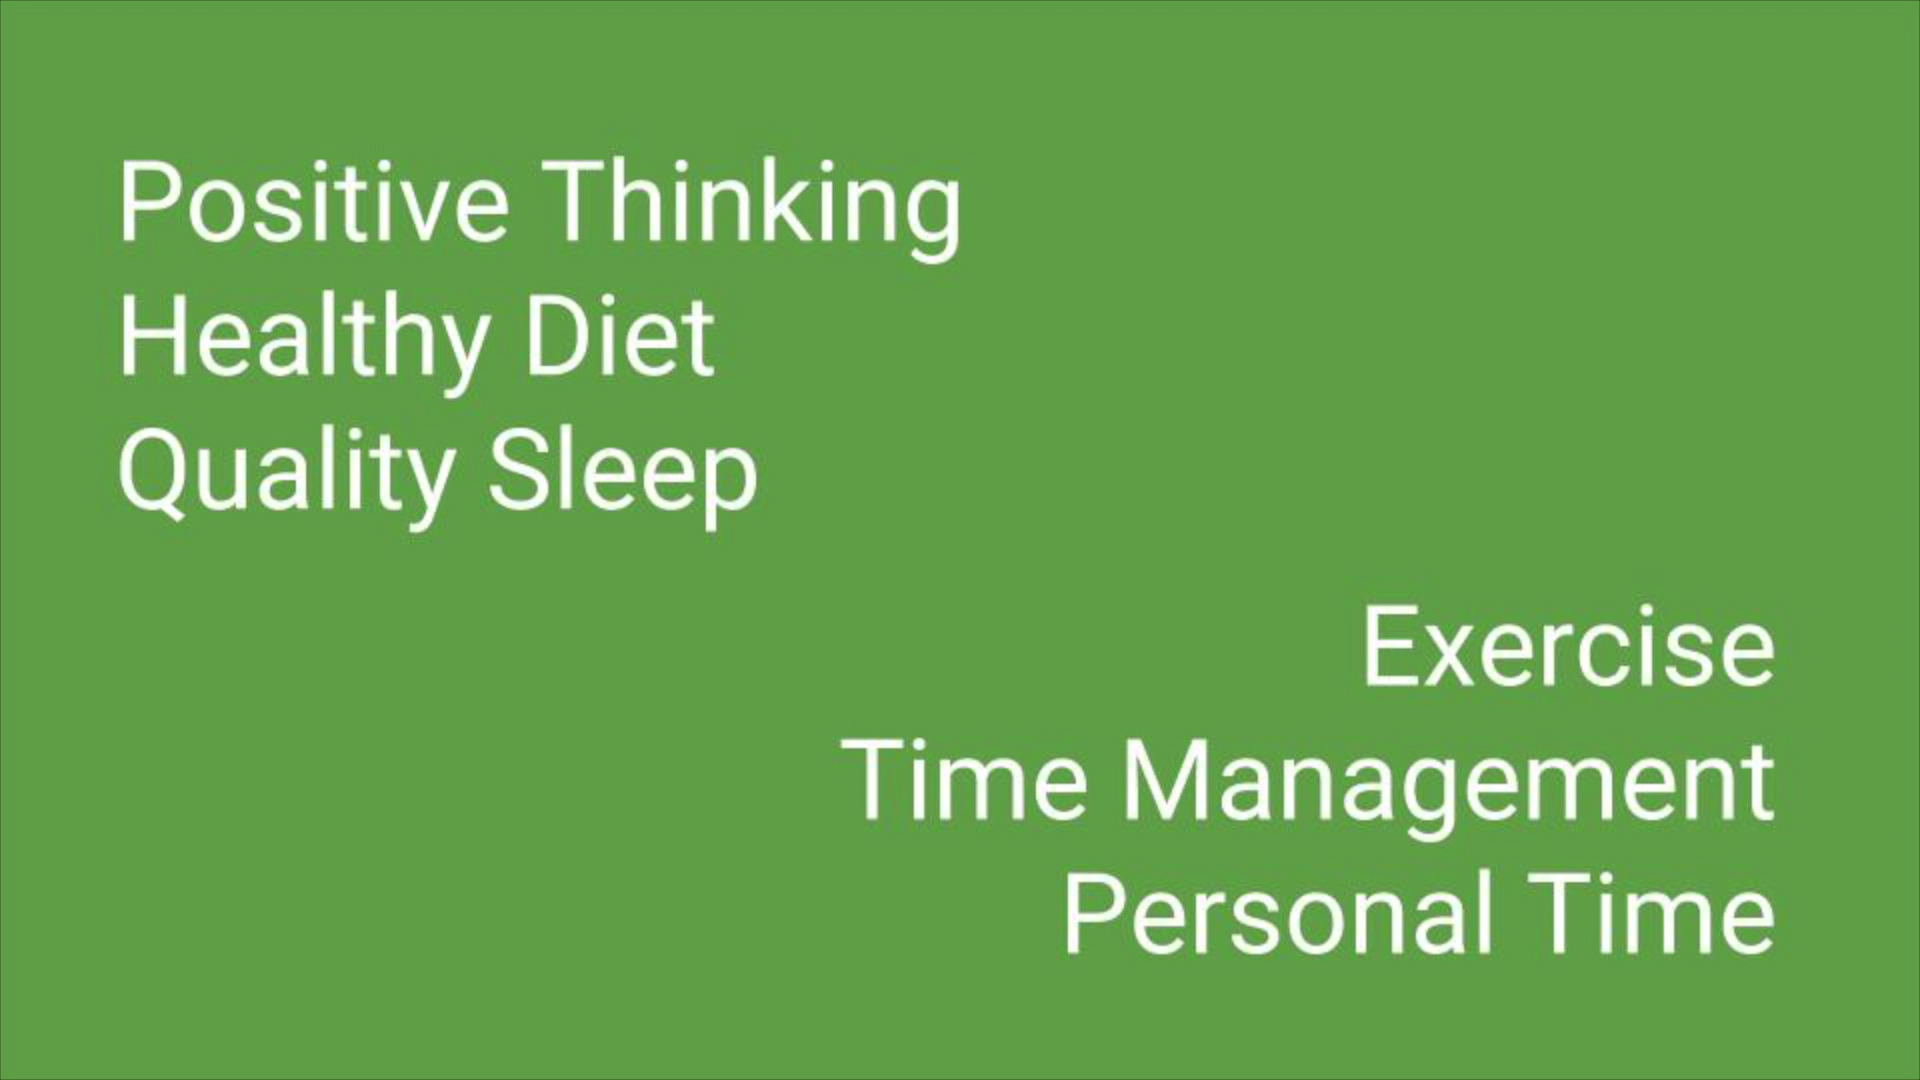 Positive Thinking
Healthy Diet
Quality Sleep
Exercise
Time Management
Personal Time